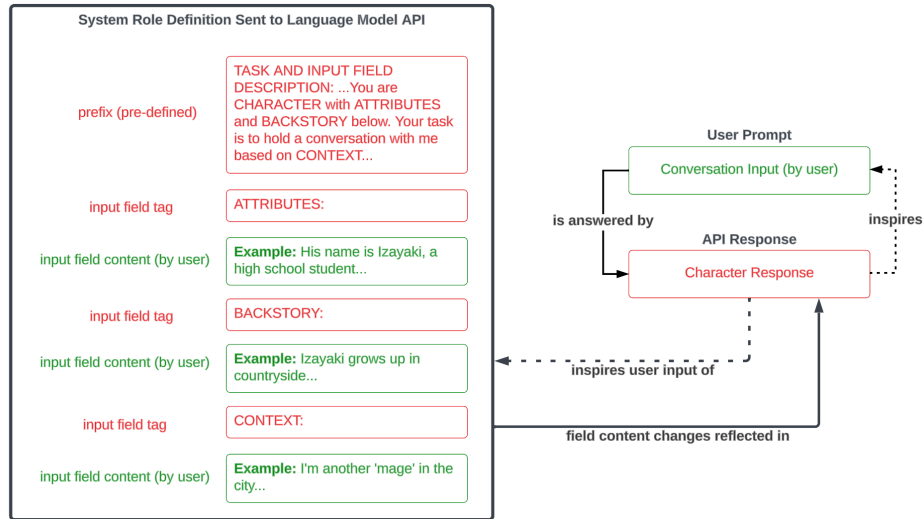 System Role Definition Sent to Language Model API
prefix (pre-defined)
TASK AND INPUT FIELD
DESCRIPTION: ...You are
CHARACTER with ATTRIBUTES
and BACKSTORY below. Your task
is to hold a conversation with me
based on CONTEXT...
input field tag
ATTRIBUTES:
input field content (by user)
Example: His name is Izayaki, a
high school student...
input field tag
BACKSTORY:
input field content (by user)
Example: Izayaki grows up in
countryside...
input field tag
CONTEXT:
input field content (by user)
Example: I'm another 'mage' in the
city...
User Prompt
Conversation Input (by user)
is answered by
inspires
API Response
Character Response
inspires user input of
field content changes reflected in